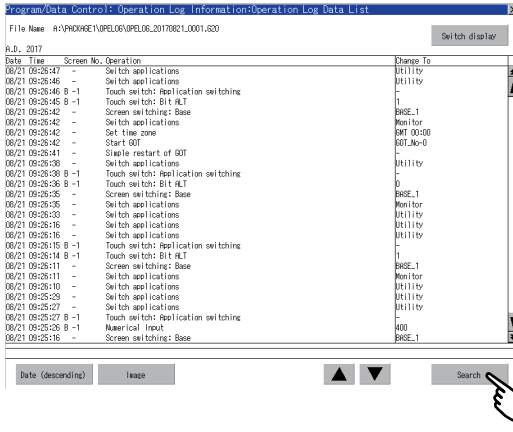 Program/Data Control: Operation Log Information:Operation Log Data List
File Name A:\PACKAGE1\OPELOG\OPELOG_20170821_0001.G2O
Switch display
A.D. 2017
Date Time Screen No. Operation Change To
08/21 09:26:47 - Switch applications Utility
08/21 09:26:46 - Switch applications Utility
08/21 09:26:46 B -1 Touch switch: Application switching -
08/21 09:26:45 B -1 Touch switch: Bit ALT 1
08/21 09:26:42 - Screen switching: Base BASE_1
08/21 09:26:42 - Switch applications Monitor
08/21 09:26:42 - Set time zone GMT 00:00
08/21 09:26:42 - Start GOT GOT_No-0
08/21 09:26:41 - Simple restart of GOT -
08/21 09:26:38 - Switch applications Utility
08/21 09:26:38 B -1 Touch switch: Application switching -
08/21 09:26:36 B -1 Touch switch: Bit ALT 0
08/21 09:26:35 - Screen switching: Base BASE_1
08/21 09:26:35 - Switch applications Monitor
08/21 09:26:33 - Switch applications Utility
08/21 09:26:16 - Switch applications Utility
08/21 09:26:16 - Switch applications Utility
08/21 09:26:15 B -1 Touch switch: Application switching -
08/21 09:26:14 B -1 Touch switch: Bit ALT 1
08/21 09:26:11 - Screen switching: Base BASE_1
08/21 09:26:11 - Switch applications Monitor
08/21 09:26:10 - Switch applications Utility
08/21 09:25:29 - Switch applications Utility
08/21 09:25:27 - Switch applications Utility
08/21 09:25:27 B -1 Touch switch: Application switching -
08/21 09:25:26 B -1 Numerical Input 400
08/21 09:25:16 - Screen switching: Base BASE_1
Date (descending) Image Search